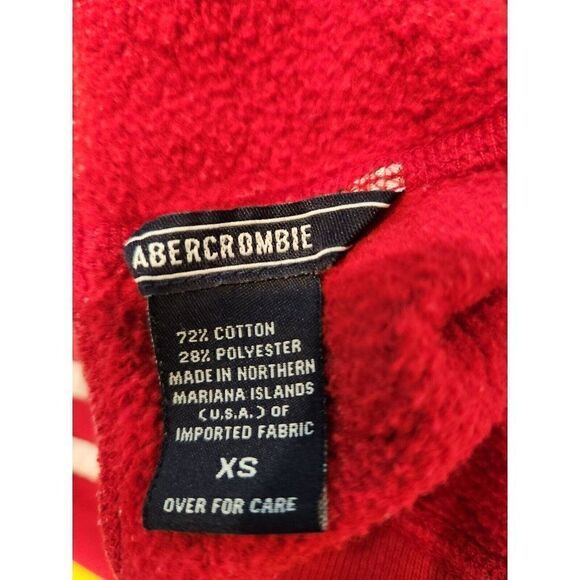 ABERCROMBIE
72% COTTON
28% POLYESTER
MADE IN NORTHERN
MARIANA ISLANDS
(U.S.A.) OF
IMPORTED FABRIC
XS
OVER FOR CARE